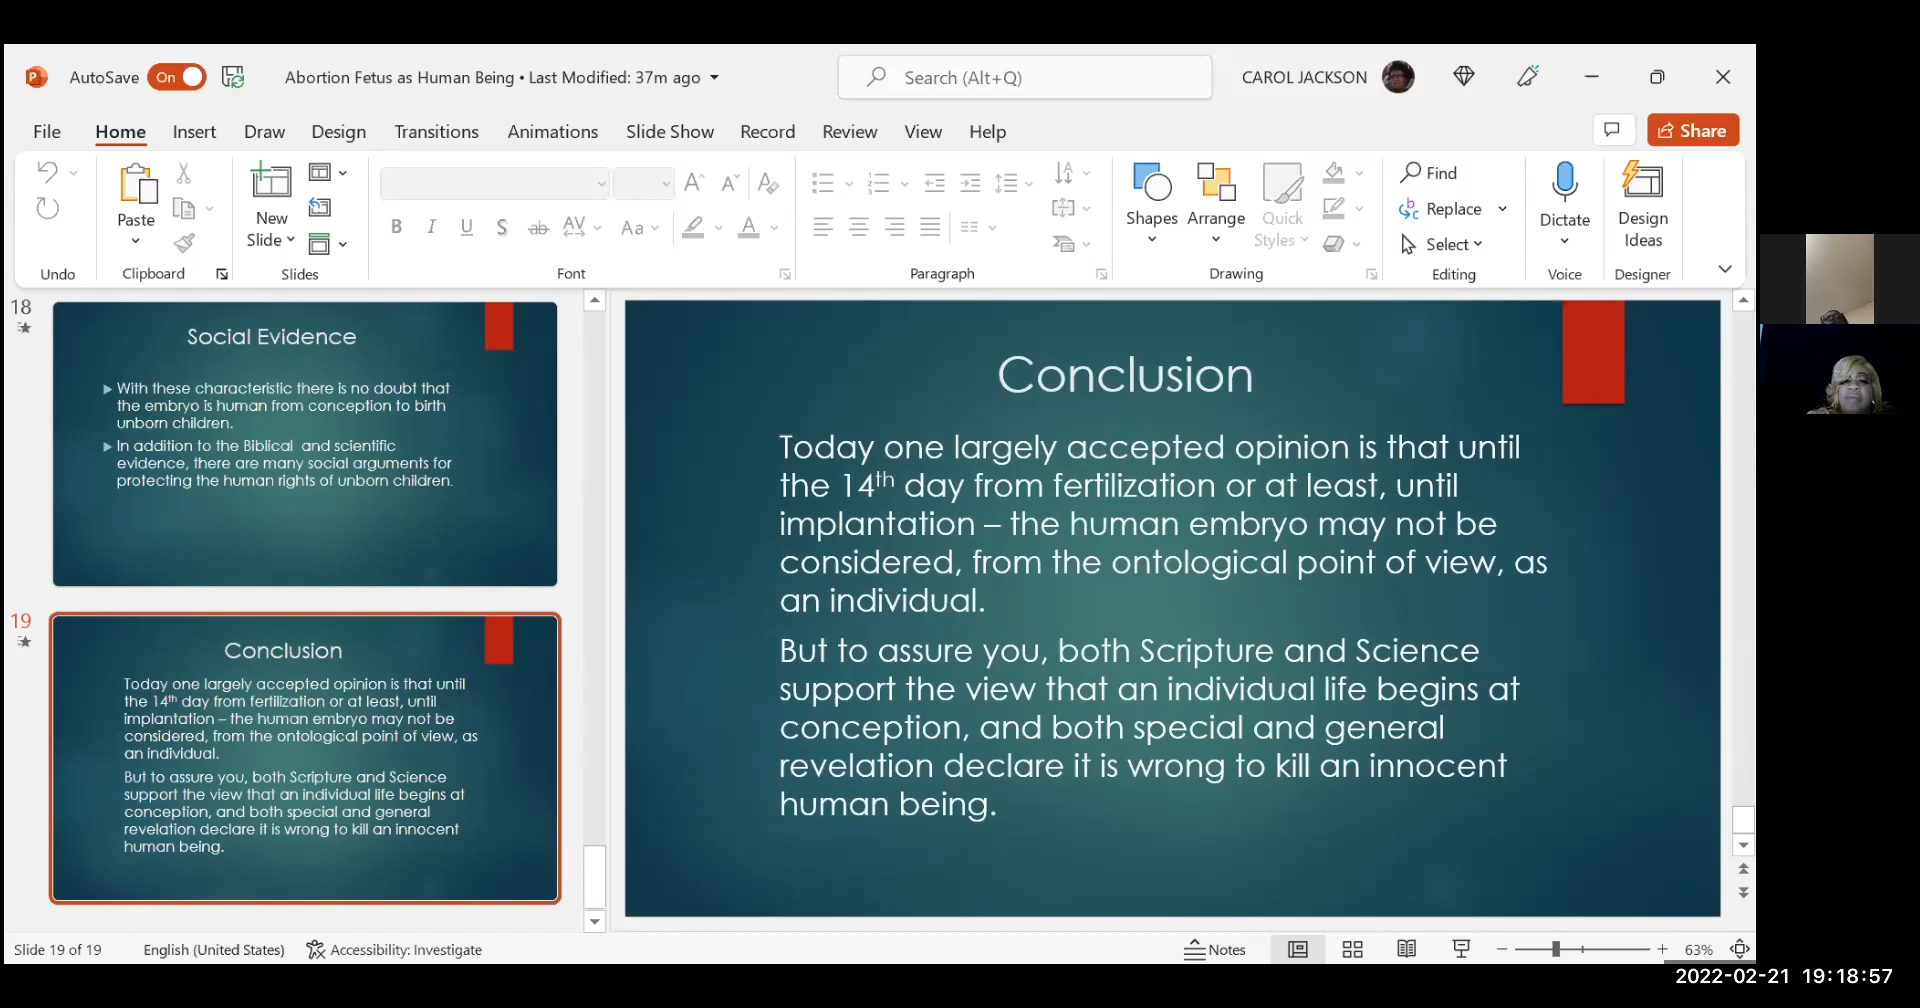 AutoSave On Abortion Fetus as Human Being • Last Modified: 37m ago Search (Alt+Q) CAROL JACKSON
File Home Insert Draw Design Transitions Animations Slide Show Record Review View Help Share
Paste
New
Slide
B I U S ab AV Aa A
Shapes Arrange Quick
Styles
Find
Replace
Select
Dictate
Design
Ideas
Undo Clipboard Slides Font Paragraph Drawing Editing Voice Designer
18
Social Evidence
With these characteristic there is no doubt that
the embryo is human from conception to birth
unborn children.
In addition to the Biblical and scientific
evidence, there are many social arguments for
protecting the human rights of unborn children.
19
Conclusion
Today one largely accepted opinion is that until
the 14th day from fertilization or at least, until
implantation – the human embryo may not be
considered, from the ontological point of view, as
an individual.
But to assure you, both Scripture and Science
support the view that an individual life begins at
conception, and both special and general
revelation declare it is wrong to kill an innocent
human being.
Conclusion
Today one largely accepted opinion is that until
the 14th day from fertilization or at least, until
implantation – the human embryo may not be
considered, from the ontological point of view, as
an individual.
But to assure you, both Scripture and Science
support the view that an individual life begins at
conception, and both special and general
revelation declare it is wrong to kill an innocent
human being.
Slide 19 of 19 English (United States) Accessibility: Investigate Notes 63%
2022-02-21 19:18:57